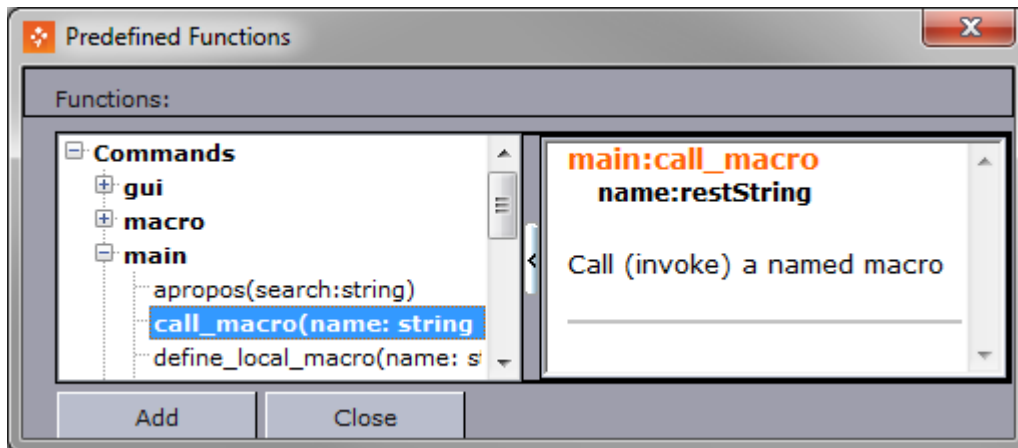 Predefined Functions
Functions:
Commands
gui
macro
main
apropos(search:string)
call_macro(name: string
define_local_macro(name: s
main:call_macro
name:restString
Call (invoke) a named macro
Add
Close